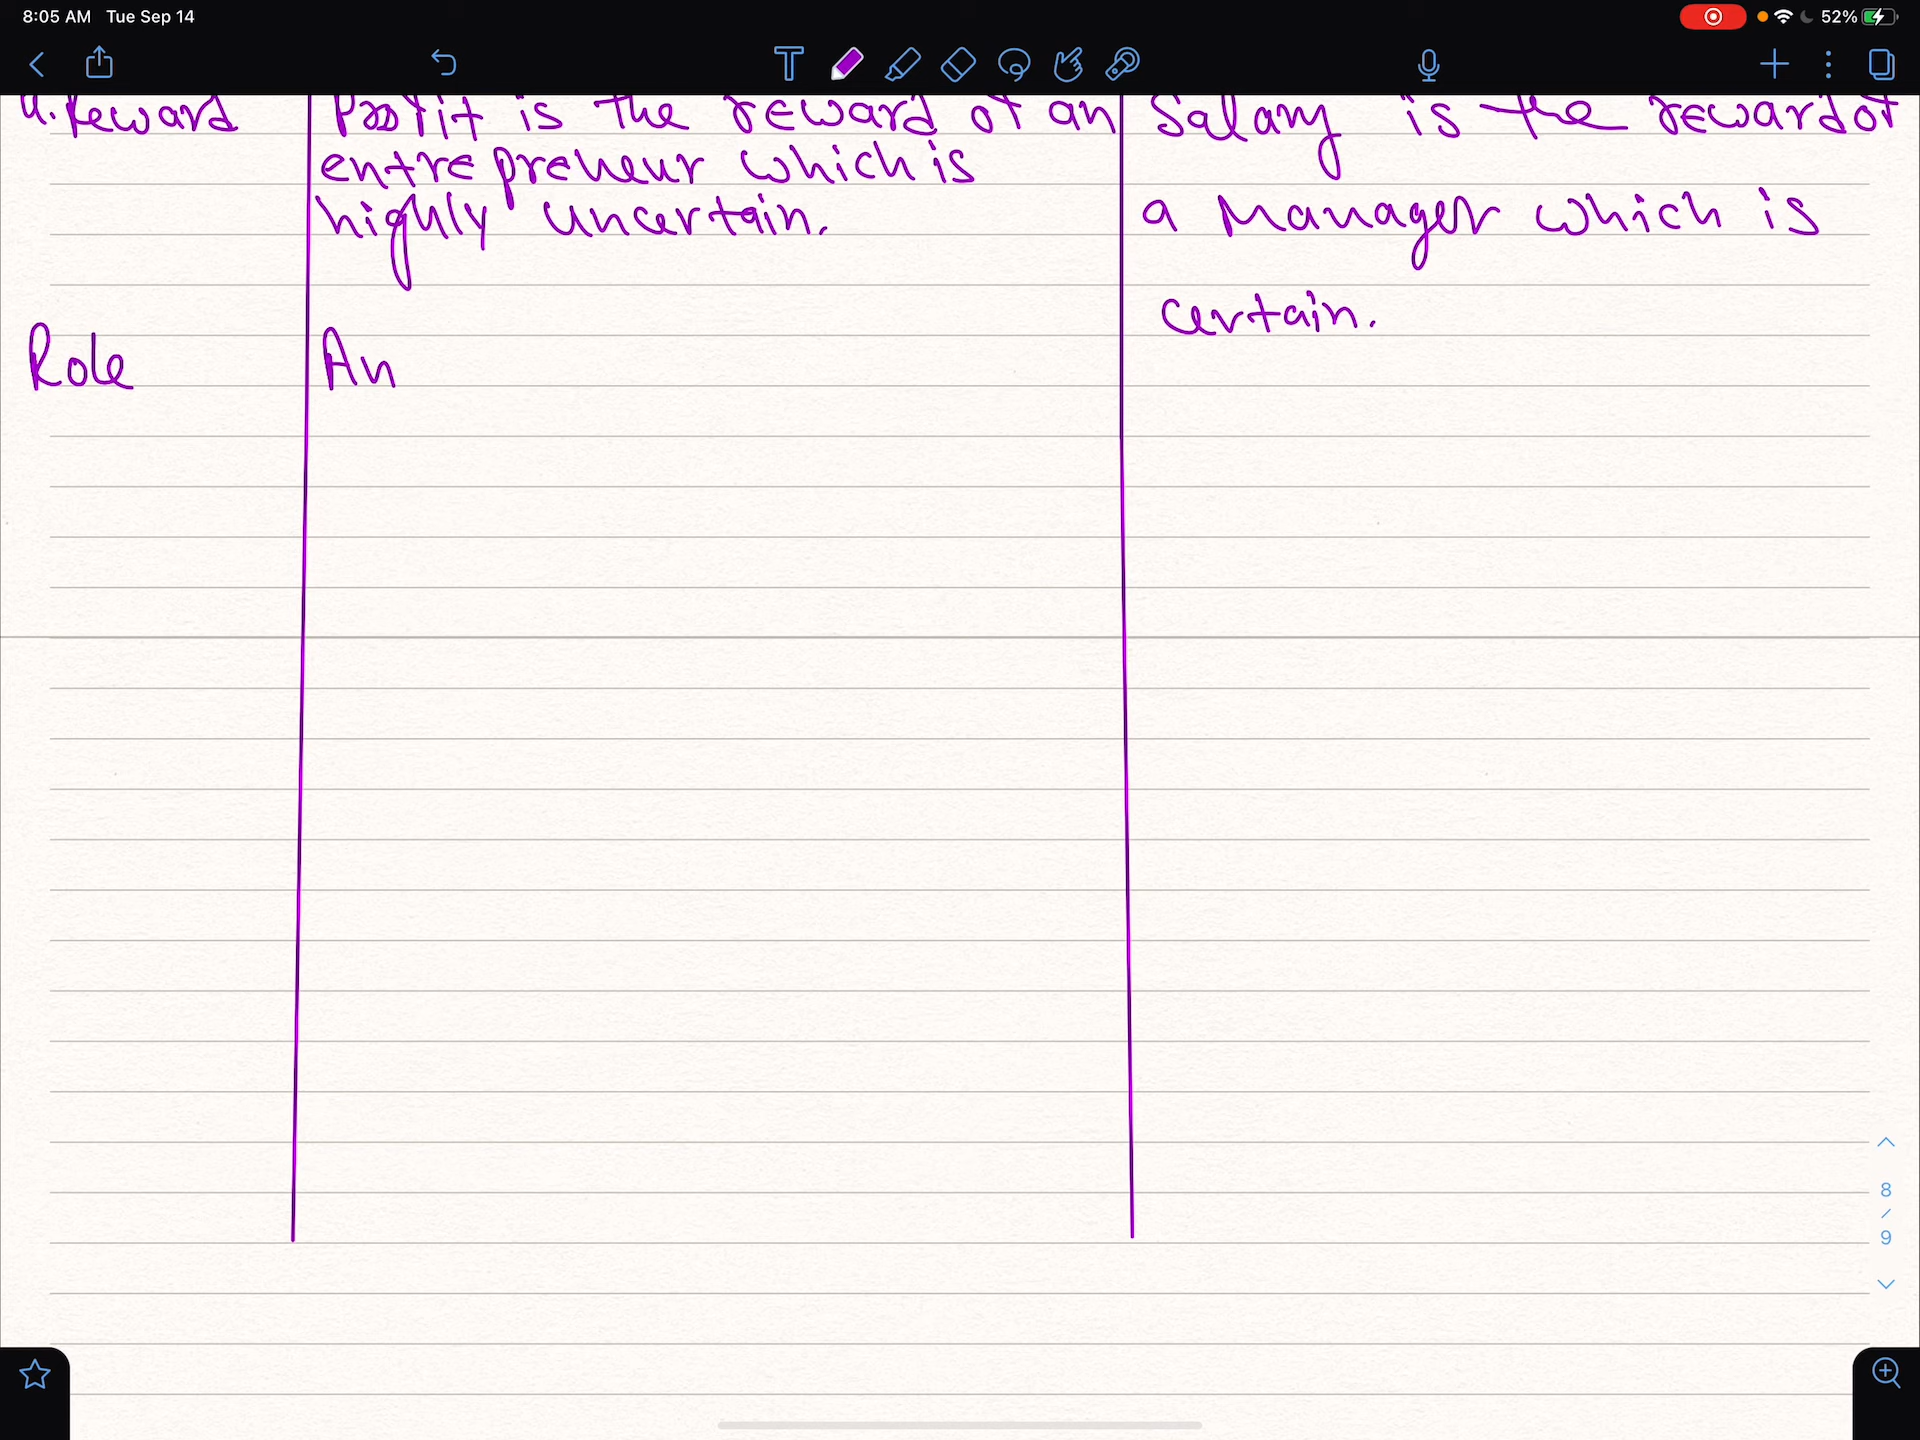 8:05 AM Tue Sep 14
52%
4. Reward
Profit is the reward of an
entrepreneur which is
highly uncertain.
Salary is the reward of
a Manager which is
certain.
Role
An
8
/
9